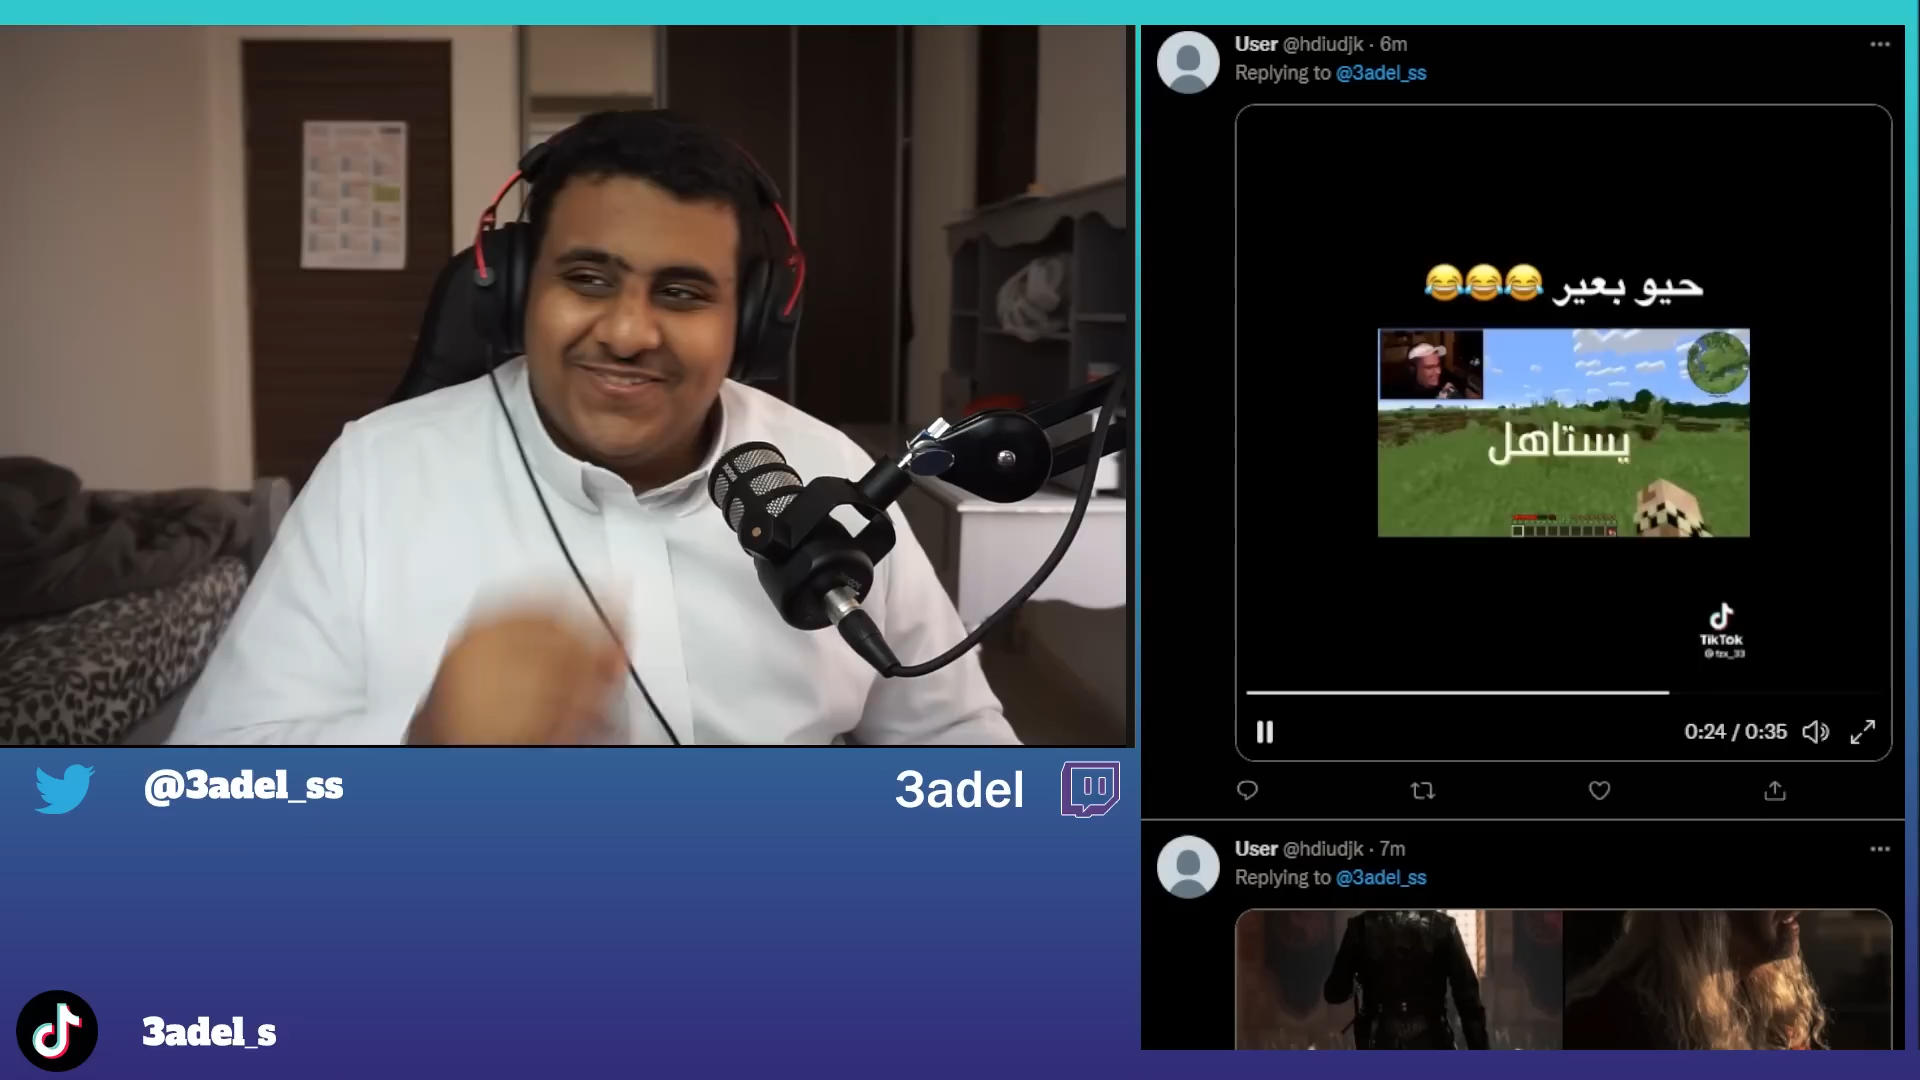 User @hdiudjk · 6m
Replying to @3adel_ss
حيو بعير 😂😂😂
يستاهل
TikTok
0:24 / 0:35
@3adel_ss
3adel
3adel_s
User @hdiudjk · 7m
Replying to @3adel_ss